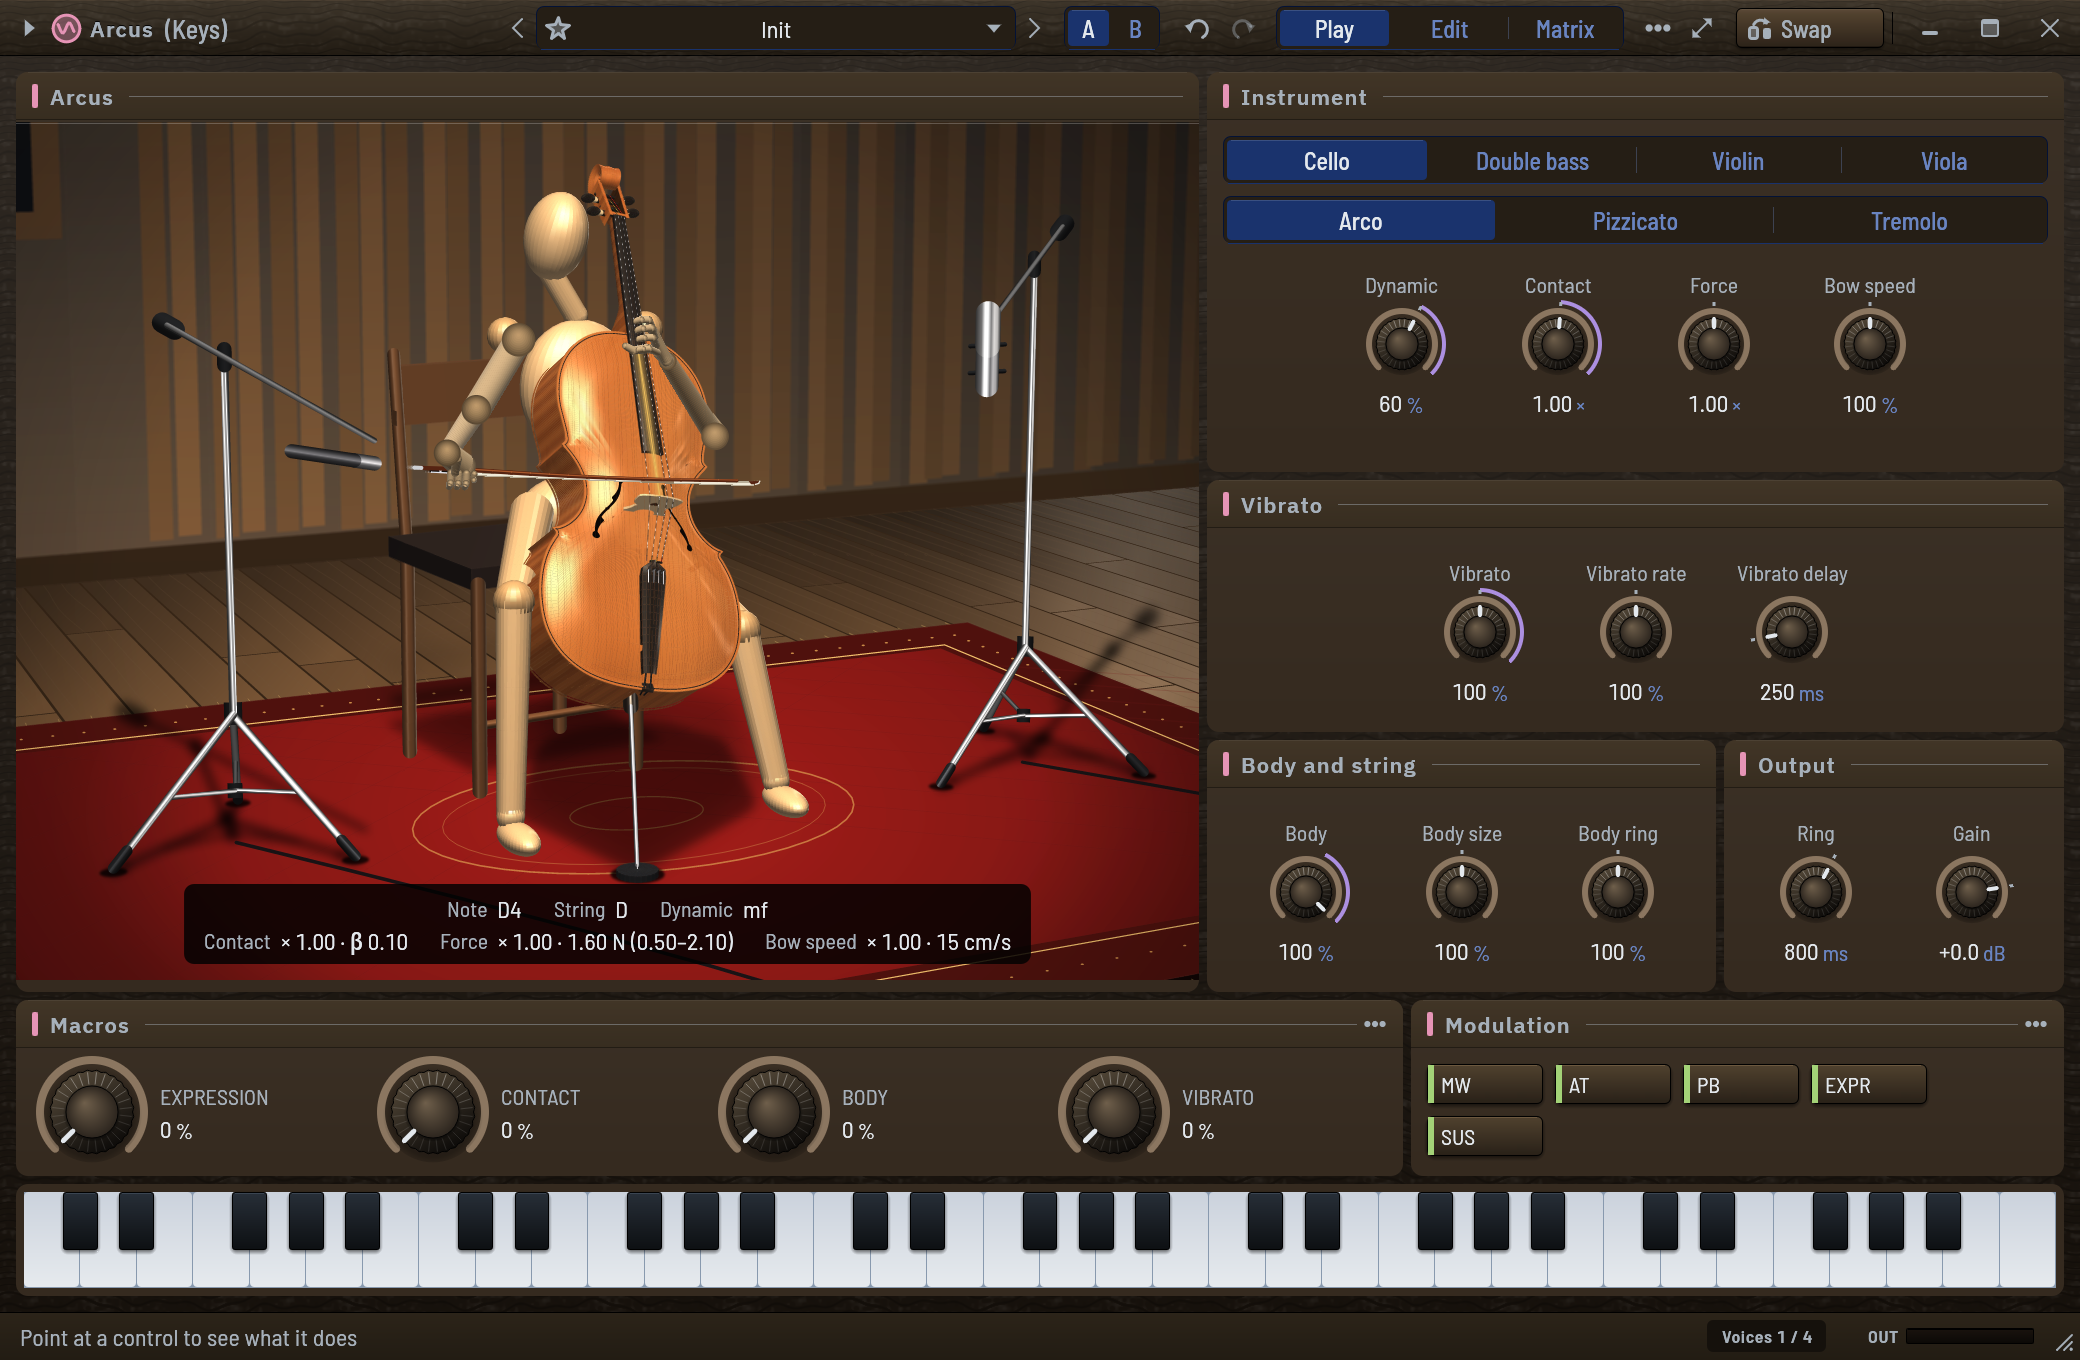 Arcus (Keys)
Init
A B
Play Edit Matrix
Swap
Arcus
Instrument
Cello Double bass Violin Viola
Arco Pizzicato Tremolo
Dynamic Contact Force Bow speed
60 % 1.00 × 1.00 × 100 %
Vibrato
Vibrato Vibrato rate Vibrato delay
100 % 100 % 250 ms
Body and string
Body Body size Body ring
100 % 100 % 100 %
Output
Ring Gain
800 ms +0.0 dB
Note D4 String D Dynamic mf
Contact × 1.00 · β 0.10 Force × 1.00 · 1.60 N (0.50–2.10) Bow speed × 1.00 · 15 cm/s
Macros
EXPRESSION
0 %
CONTACT
0 %
BODY
0 %
VIBRATO
0 %
Modulation
MW AT PB EXPR
SUS
Point at a control to see what it does
Voices 1 / 4 OUT